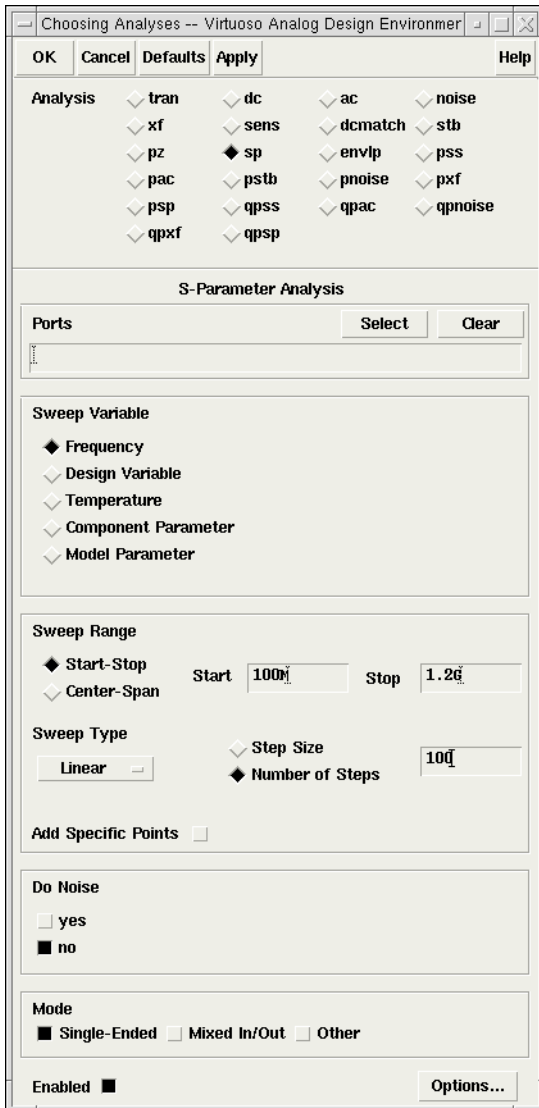 Choosing Analyses -- Virtuoso Analog Design Environmer
OK Cancel Defaults Apply Help
Analysis tran dc ac noise
xf sens dcmatch stb
pz sp envlp pss
pac pstb pnoise pxf
psp qpss qpac qpnoise
qpxf qpsp
S-Parameter Analysis
Ports Select Clear
Sweep Variable
Frequency
Design Variable
Temperature
Component Parameter
Model Parameter
Sweep Range
Start-Stop Start 100M Stop 1.2G
Center-Span
Sweep Type
Step Size
Linear 100
Number of Steps
Add Specific Points
Do Noise
yes
no
Mode
Single-Ended Mixed In/Out Other
Enabled Options...